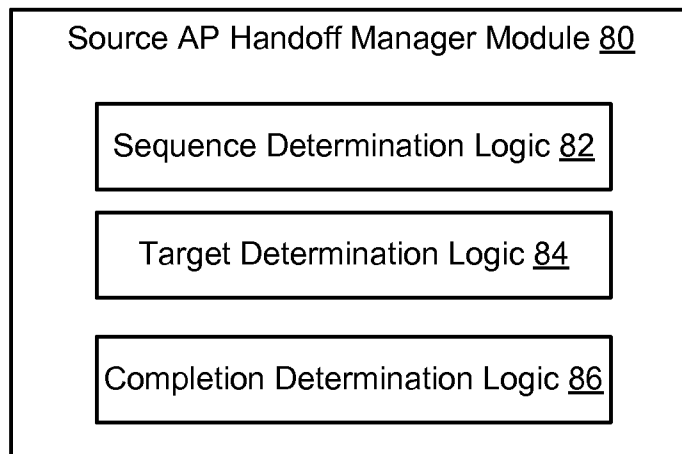 Source AP Handoff Manager Module 80
Sequence Determination Logic 82
Target Determination Logic 84
Completion Determination Logic 86